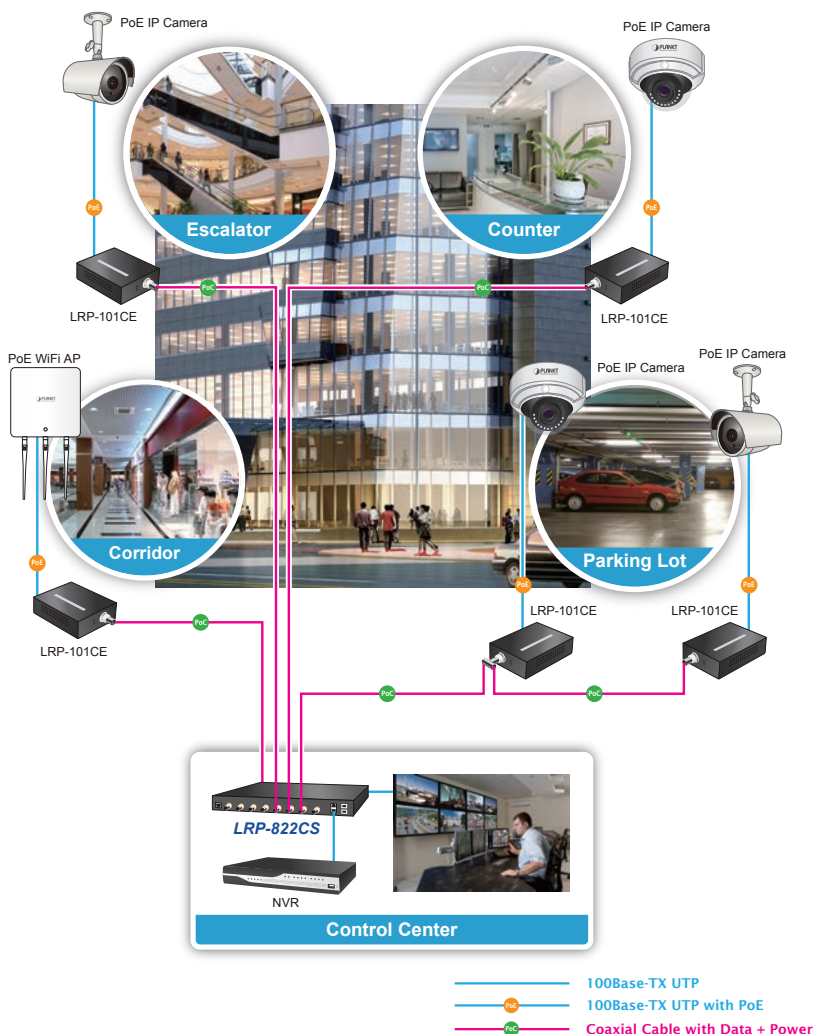 PoE IP Camera
PoE IP Camera
PLANET
Escalator
Counter
PoE
PoE
PoC
PoC
LRP-101CE
LRP-101CE
PoE WiFi AP
PLANET
PoE IP Camera
PoE IP Camera
PLANET
Corridor
Parking Lot
PoE
PoE
PoE
LRP-101CE
LRP-101CE
LRP-101CE
PoC
PoC
PoC
LRP-822CS
NVR
Control Center
100Base-TX UTP
PoE
100Base-TX UTP with PoE
PoC
Coaxial Cable with Data + Power